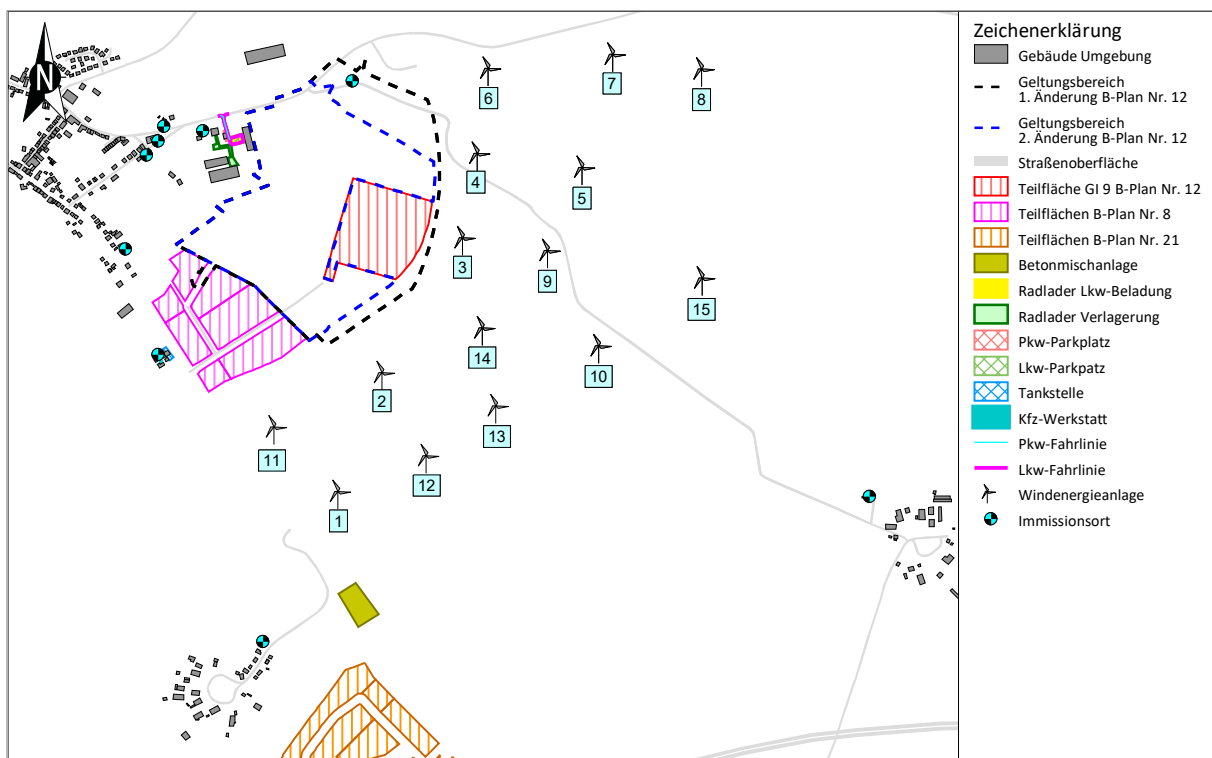 N
6
7
8
4
5
3
9
15
14
10
2
13
11
12
1
Zeichenerklärung
Gebäude Umgebung
Geltungsbereich
1. Änderung B-Plan Nr. 12
Geltungsbereich
2. Änderung B-Plan Nr. 12
Straßenoberfläche
Teilfläche GI 9 B-Plan Nr. 12
Teilflächen B-Plan Nr. 8
Teilflächen B-Plan Nr. 21
Betonmischanlage
Radlader Lkw-Beladung
Radlader Verlagerung
Pkw-Parkplatz
Lkw-Parkpatz
Tankstelle
Kfz-Werkstatt
Pkw-Fahrlinie
Lkw-Fahrlinie
Windenergieanlage
Immissionsort